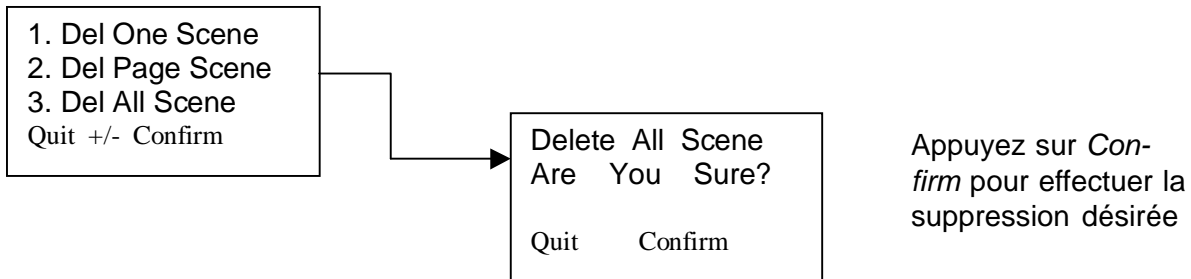 1. Del One Scene
2. Del Page Scene
3. Del All Scene
Quit +/- Confirm
Delete All Scene
Are You Sure?
Quit Confirm
Appuyez sur Con-
firm pour effectuer la
suppression désirée